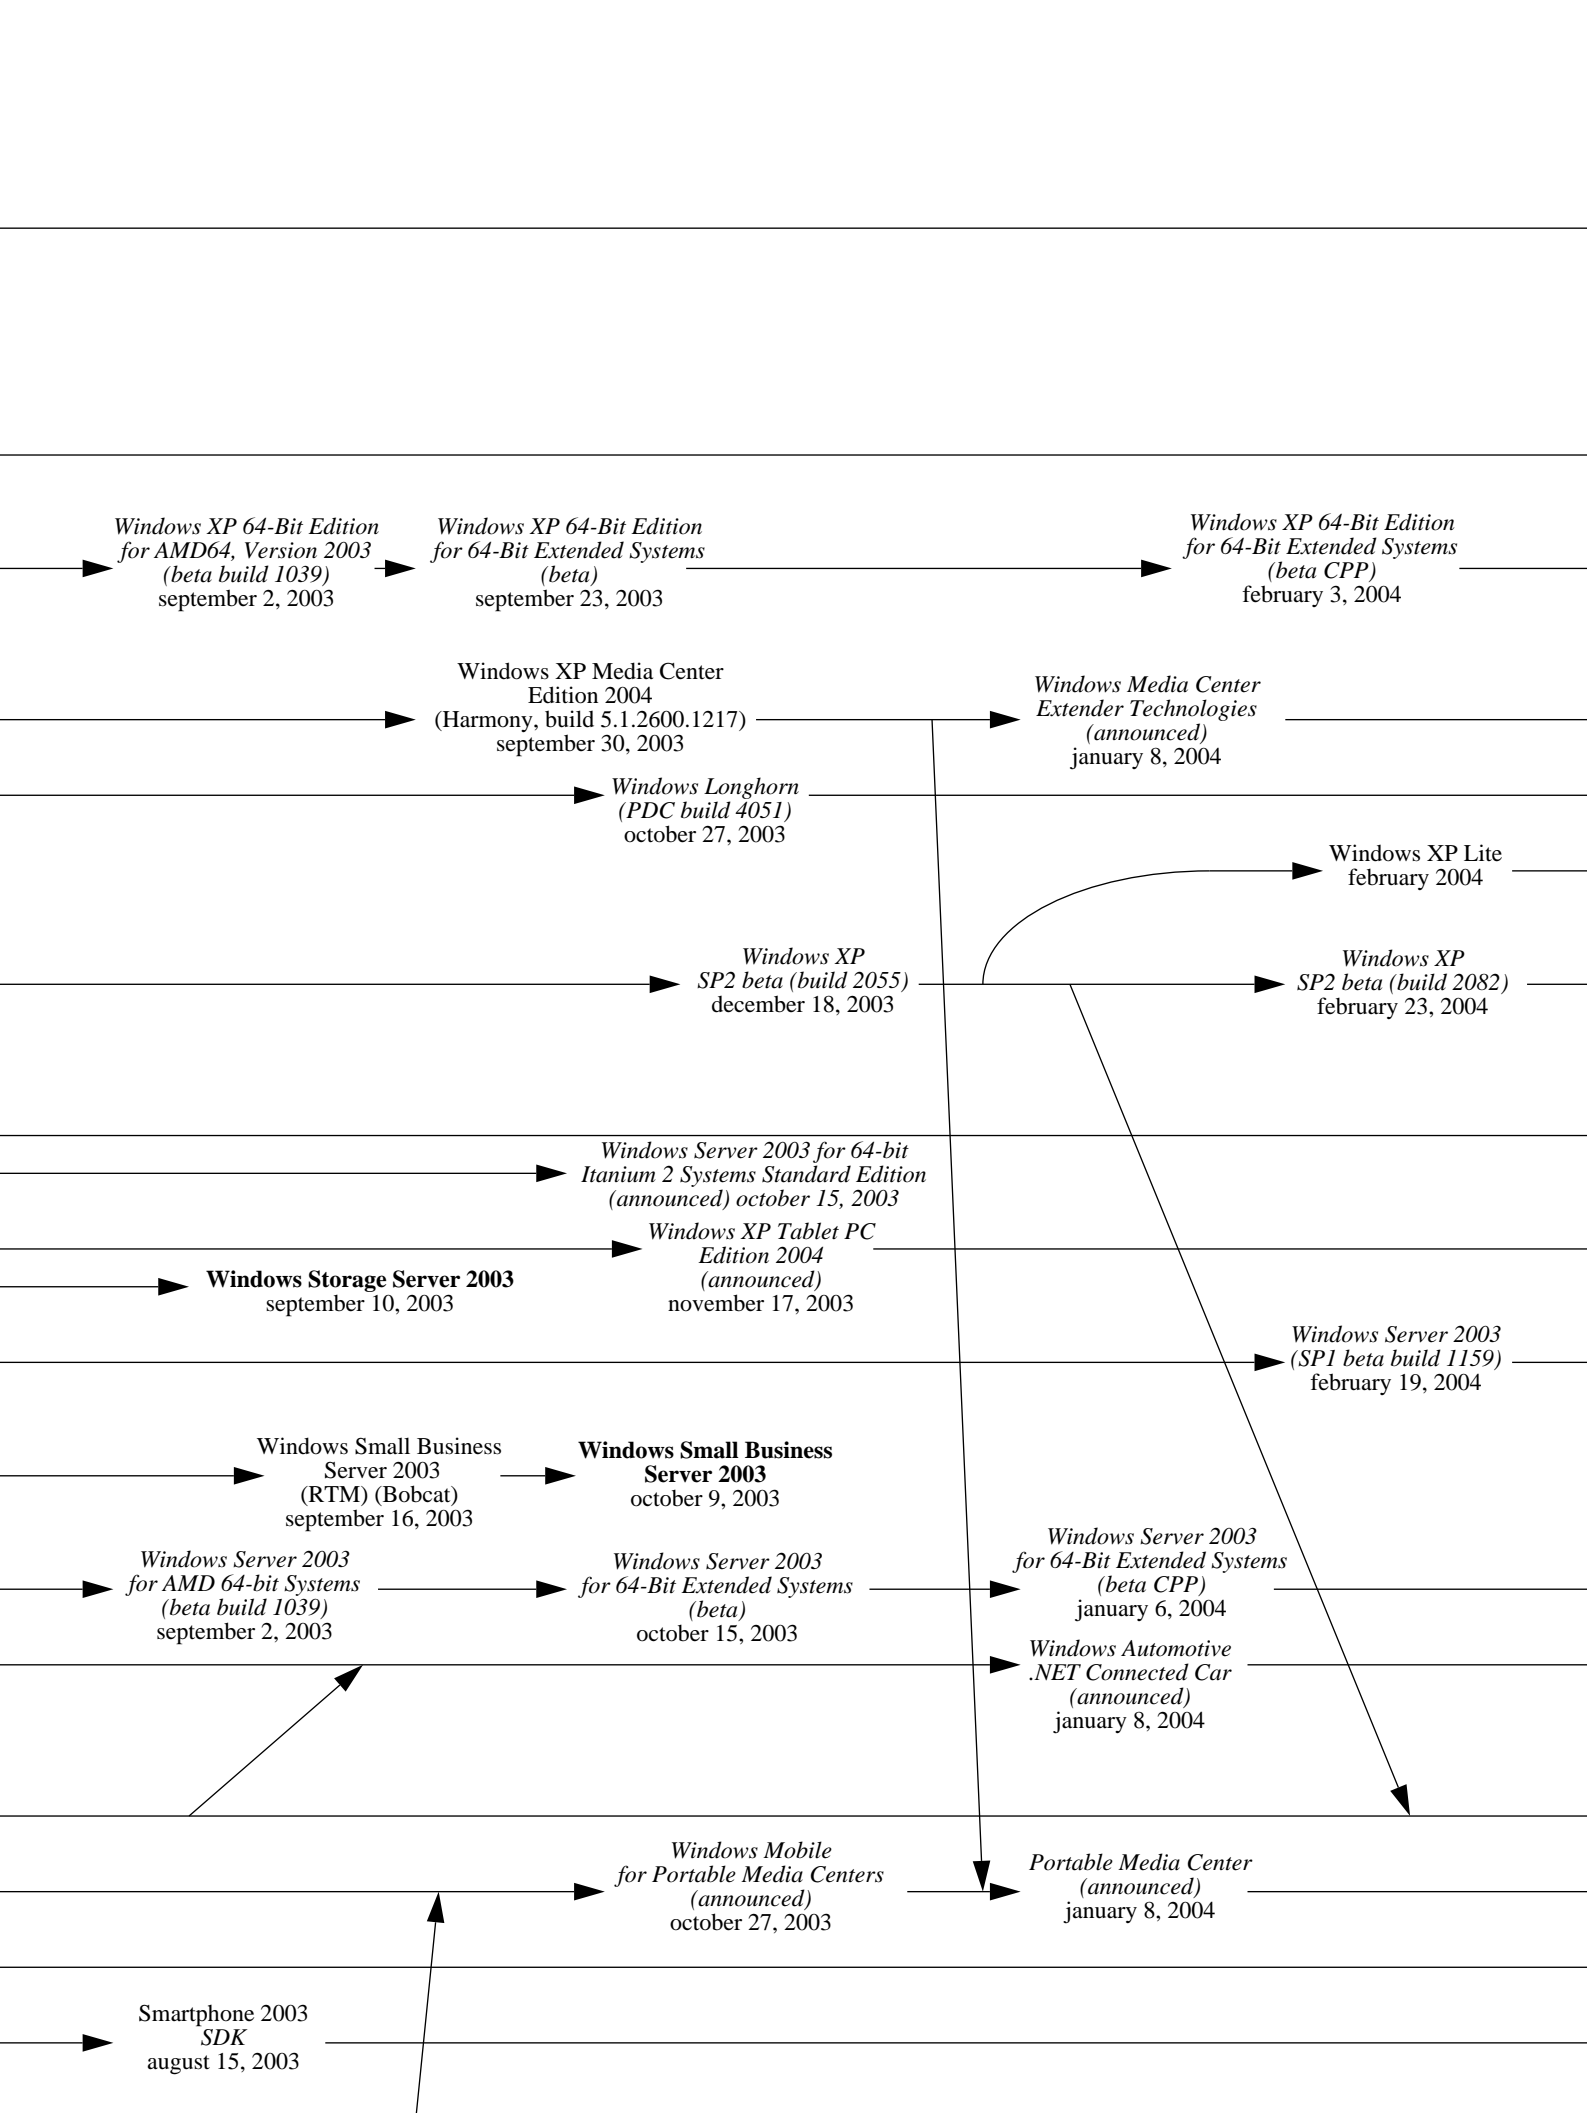 Windows XP 64-Bit Edition
for AMD64, Version 2003
(beta build 1039)
september 2, 2003
Windows XP 64-Bit Edition
for 64-Bit Extended Systems
(beta)
september 23, 2003
Windows XP 64-Bit Edition
for 64-Bit Extended Systems
(beta CPP)
february 3, 2004
Windows XP Media Center
Edition 2004
(Harmony, build 5.1.2600.1217)
september 30, 2003
Windows Media Center
Extender Technologies
(announced)
january 8, 2004
Windows Longhorn
(PDC build 4051)
october 27, 2003
Windows XP Lite
february 2004
Windows XP
SP2 beta (build 2055)
december 18, 2003
Windows XP
SP2 beta (build 2082)
february 23, 2004
Windows Server 2003 for 64-bit
Itanium 2 Systems Standard Edition
(announced) october 15, 2003
Windows XP Tablet PC
Edition 2004
(announced)
november 17, 2003
Windows Storage Server 2003
september 10, 2003
Windows Server 2003
(SP1 beta build 1159)
february 19, 2004
Windows Small Business
Server 2003
(RTM) (Bobcat)
september 16, 2003
Windows Small Business
Server 2003
october 9, 2003
Windows Server 2003
for AMD 64-bit Systems
(beta build 1039)
september 2, 2003
Windows Server 2003
for 64-Bit Extended Systems
(beta)
october 15, 2003
Windows Server 2003
for 64-Bit Extended Systems
(beta CPP)
january 6, 2004
Windows Automotive
.NET Connected Car
(announced)
january 8, 2004
Windows Mobile
for Portable Media Centers
(announced)
october 27, 2003
Portable Media Center
(announced)
january 8, 2004
Smartphone 2003
SDK
august 15, 2003